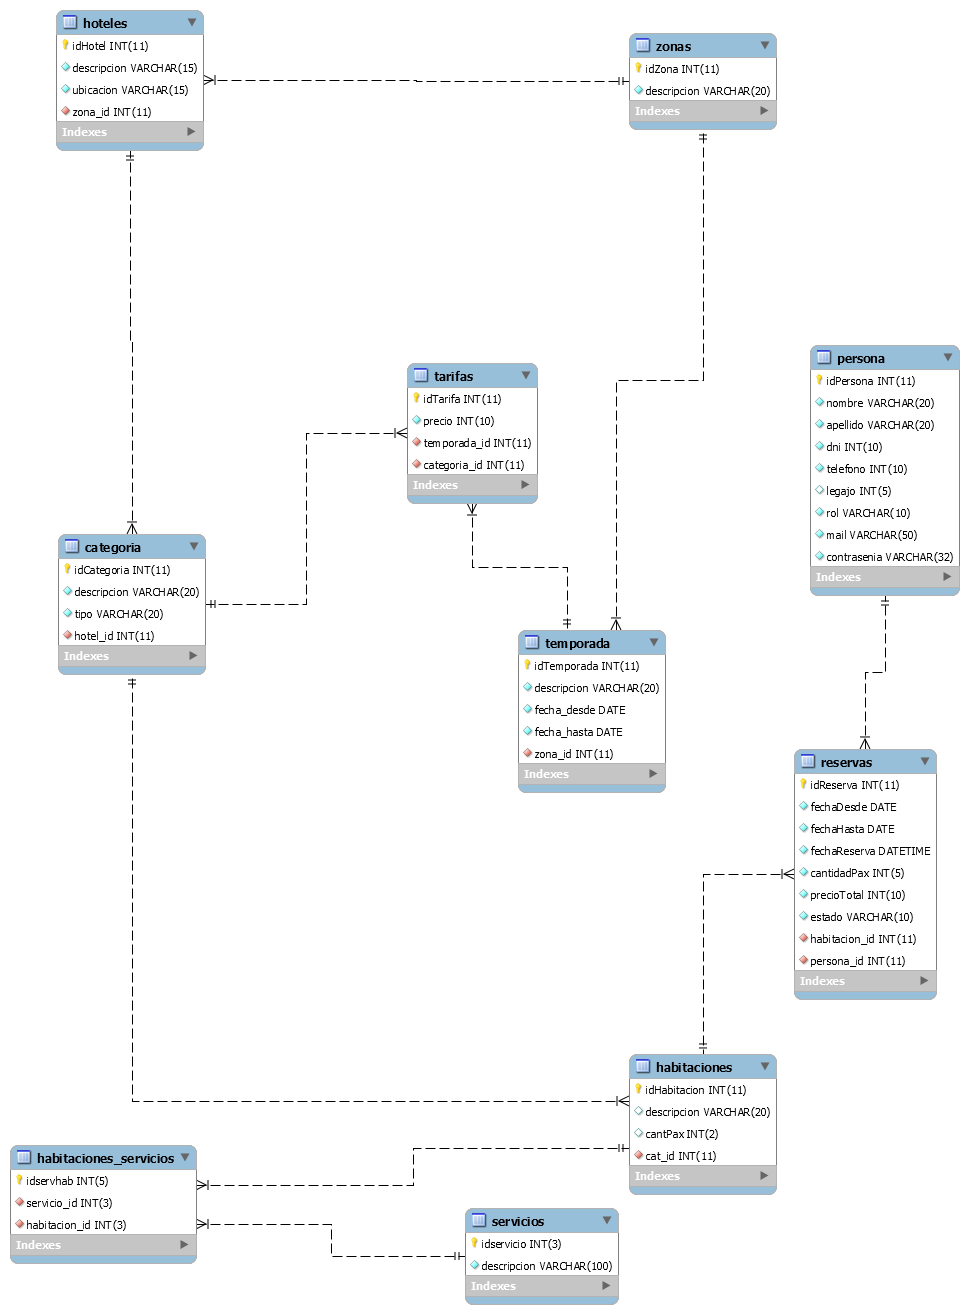 hoteles
idHotel INT(11)
descripcion VARCHAR(15)
ubicacion VARCHAR(15)
zona_id INT(11)
Indexes
zonas
idZona INT(11)
descripcion VARCHAR(20)
Indexes
tarifas
idTarifa INT(11)
precio INT(10)
temporada_id INT(11)
categoria_id INT(11)
Indexes
persona
idPersona INT(11)
nombre VARCHAR(20)
apellido VARCHAR(20)
dni INT(10)
telefono INT(10)
legajo INT(5)
rol VARCHAR(10)
mail VARCHAR(50)
contrasenia VARCHAR(32)
Indexes
categoria
idCategoria INT(11)
descripcion VARCHAR(20)
tipo VARCHAR(20)
hotel_id INT(11)
Indexes
temporada
idTemporada INT(11)
descripcion VARCHAR(20)
fecha_desde DATE
fecha_hasta DATE
zona_id INT(11)
Indexes
reservas
idReserva INT(11)
fechaDesde DATE
fechaHasta DATE
fechaReserva DATETIME
cantidadPax INT(5)
precioTotal INT(10)
estado VARCHAR(10)
habitacion_id INT(11)
persona_id INT(11)
Indexes
habitaciones
idHabitacion INT(11)
descripcion VARCHAR(20)
cantPax INT(2)
cat_id INT(11)
Indexes
habitaciones_servicios
idservhab INT(5)
servicio_id INT(3)
habitacion_id INT(3)
Indexes
servicios
idservicio INT(3)
descripcion VARCHAR(100)
Indexes